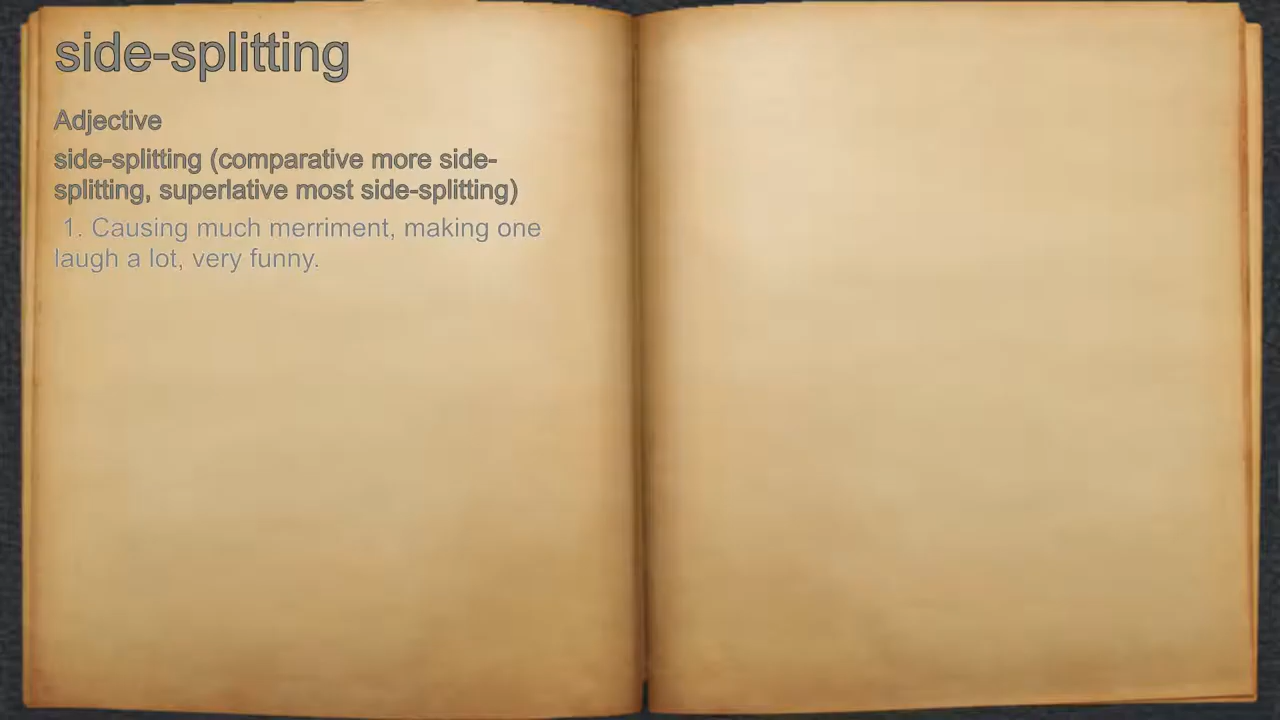 side-splitting
Adjective
side-splitting (comparative more side-
splitting, superlative most side-splitting)
1. Causing much merriment, making one
laugh a lot, very funny.